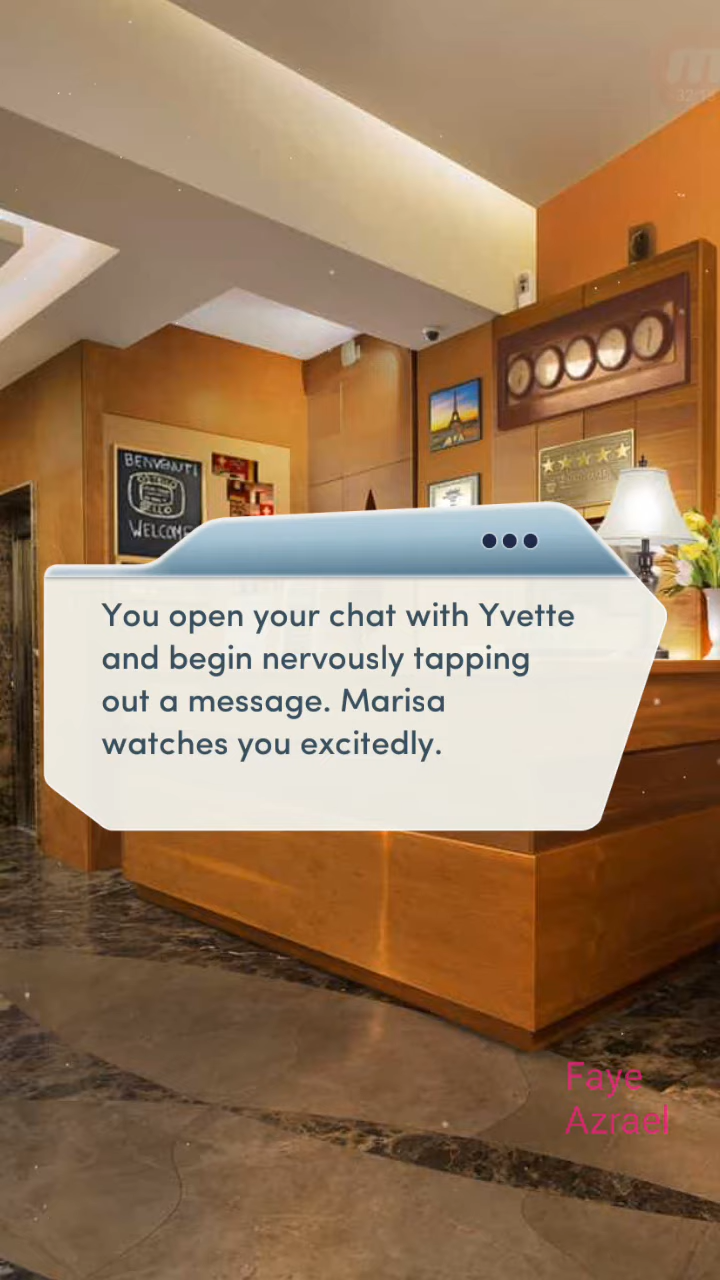 BENVENUTI
WELCOME
You open your chat with Yvette
and begin nervously tapping
out a message. Marisa
watches you excitedly.
Faye
Azrael